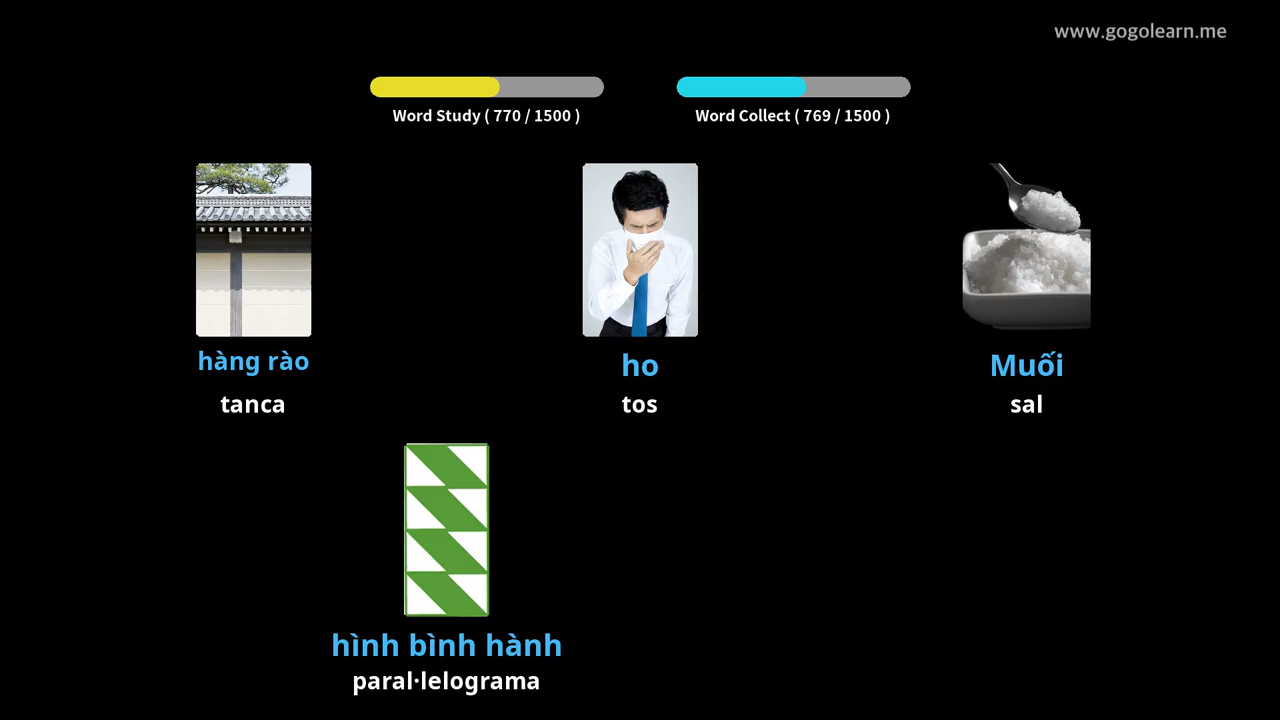 www.gogolearn.me
Word Study ( 770 / 1500 )
Word Collect ( 769 / 1500 )
hàng rào
tanca
ho
tos
Muối
sal
hình bình hành
paral·lelograma